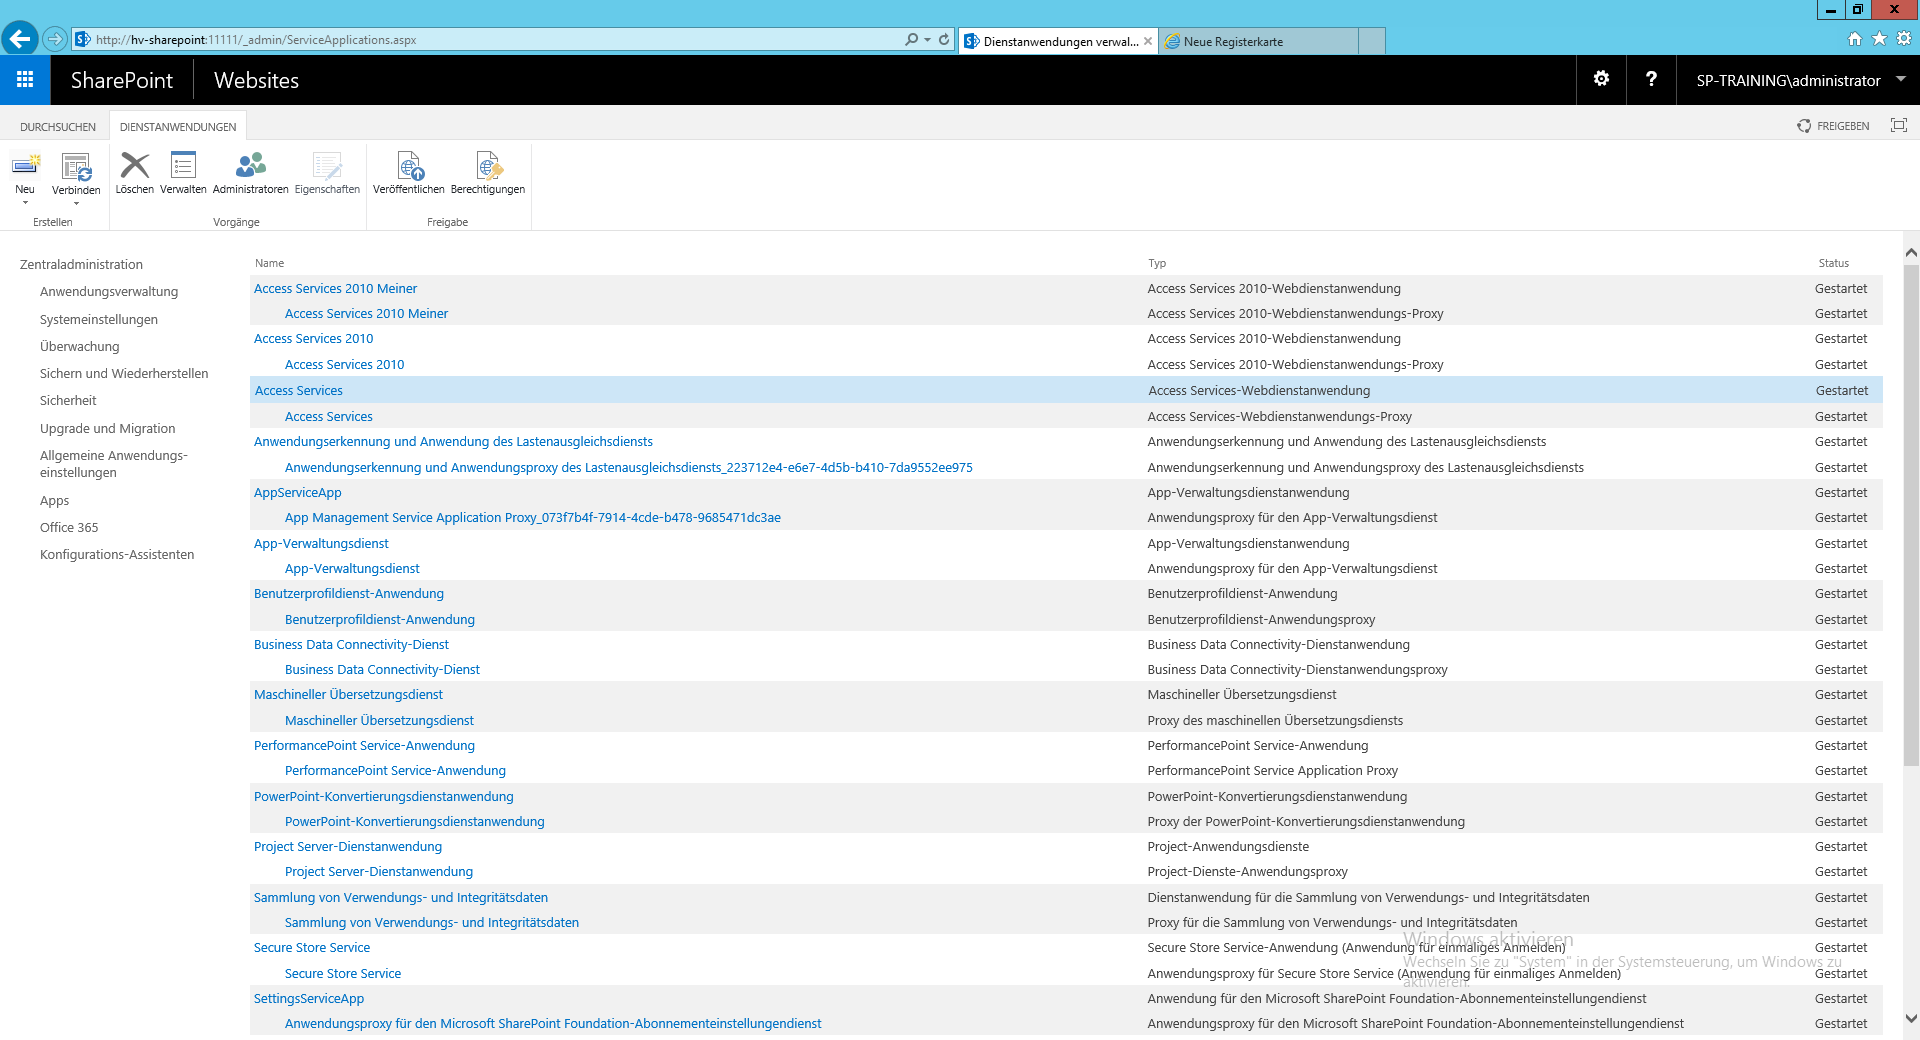 http://hv-sharepoint:11111/_admin/ServiceApplications.aspx
Dienstanwendungen verwal...
Neue Registerkarte
SharePoint
Websites
?
SP-TRAINING\administrator
DURCHSUCHEN
DIENSTANWENDUNGEN
FREIGEBEN
Neu
Verbinden
Löschen
Verwalten
Administratoren
Eigenschaften
Veröffentlichen
Berechtigungen
Erstellen
Vorgänge
Freigabe
Zentraladministration
Anwendungsverwaltung
Systemeinstellungen
Überwachung
Sichern und Wiederherstellen
Sicherheit
Upgrade und Migration
Allgemeine Anwendungs-
einstellungen
Apps
Office 365
Konfigurations-Assistenten
Name Typ Status
Access Services 2010 Meiner Access Services 2010-Webdienstanwendung Gestartet
Access Services 2010 Meiner Access Services 2010-Webdienstanwendungs-Proxy Gestartet
Access Services 2010 Access Services 2010-Webdienstanwendung Gestartet
Access Services 2010 Access Services 2010-Webdienstanwendungs-Proxy Gestartet
Access Services Access Services-Webdienstanwendung Gestartet
Access Services Access Services-Webdienstanwendungs-Proxy Gestartet
Anwendungserkennung und Anwendung des Lastenausgleichsdiensts Anwendungserkennung und Anwendung des Lastenausgleichsdiensts Gestartet
Anwendungserkennung und Anwendungsproxy des Lastenausgleichsdiensts_223712e4-e6e7-4d5b-b410-7da9552ee975 Anwendungserkennung und Anwendungsproxy des Lastenausgleichsdiensts Gestartet
AppServiceApp App-Verwaltungsdienstanwendung Gestartet
App Management Service Application Proxy_073f7b4f-7914-4cde-b478-9685471dc3ae Anwendungsproxy für den App-Verwaltungsdienst Gestartet
App-Verwaltungsdienst App-Verwaltungsdienstanwendung Gestartet
App-Verwaltungsdienst Anwendungsproxy für den App-Verwaltungsdienst Gestartet
Benutzerprofildienst-Anwendung Benutzerprofildienst-Anwendung Gestartet
Benutzerprofildienst-Anwendung Benutzerprofildienst-Anwendungsproxy Gestartet
Business Data Connectivity-Dienst Business Data Connectivity-Dienstanwendung Gestartet
Business Data Connectivity-Dienst Business Data Connectivity-Dienstanwendungsproxy Gestartet
Maschineller Übersetzungsdienst Maschineller Übersetzungsdienst Gestartet
Maschineller Übersetzungsdienst Proxy des maschinellen Übersetzungsdiensts Gestartet
PerformancePoint Service-Anwendung PerformancePoint Service-Anwendung Gestartet
PerformancePoint Service-Anwendung PerformancePoint Service Application Proxy Gestartet
PowerPoint-Konvertierungsdienstanwendung PowerPoint-Konvertierungsdienstanwendung Gestartet
PowerPoint-Konvertierungsdienstanwendung Proxy der PowerPoint-Konvertierungsdienstanwendung Gestartet
Project Server-Dienstanwendung Project-Anwendungsdienste Gestartet
Project Server-Dienstanwendung Project-Dienste-Anwendungsproxy Gestartet
Sammlung von Verwendungs- und Integritätsdaten Dienstanwendung für die Sammlung von Verwendungs- und Integritätsdaten Gestartet
Sammlung von Verwendungs- und Integritätsdaten Proxy für die Sammlung von Verwendungs- und Integritätsdaten Gestartet
Windows aktivieren
Secure Store Service Secure Store Service-Anwendung (Anwendung für einmaliges Anmelden) Gestartet
Wechseln Sie zu "System" in der Systemsteuerung, um Windows zu
aktivieren.
Secure Store Service Anwendungsproxy für Secure Store Service (Anwendung für einmaliges Anmelden) Gestartet
SettingsServiceApp Anwendung für den Microsoft SharePoint Foundation-Abonnementeinstellungendienst Gestartet
Anwendungsproxy für den Microsoft SharePoint Foundation-Abonnementeinstellungendienst Anwendungsproxy für den Microsoft SharePoint Foundation-Abonnementeinstellungendienst Gestartet